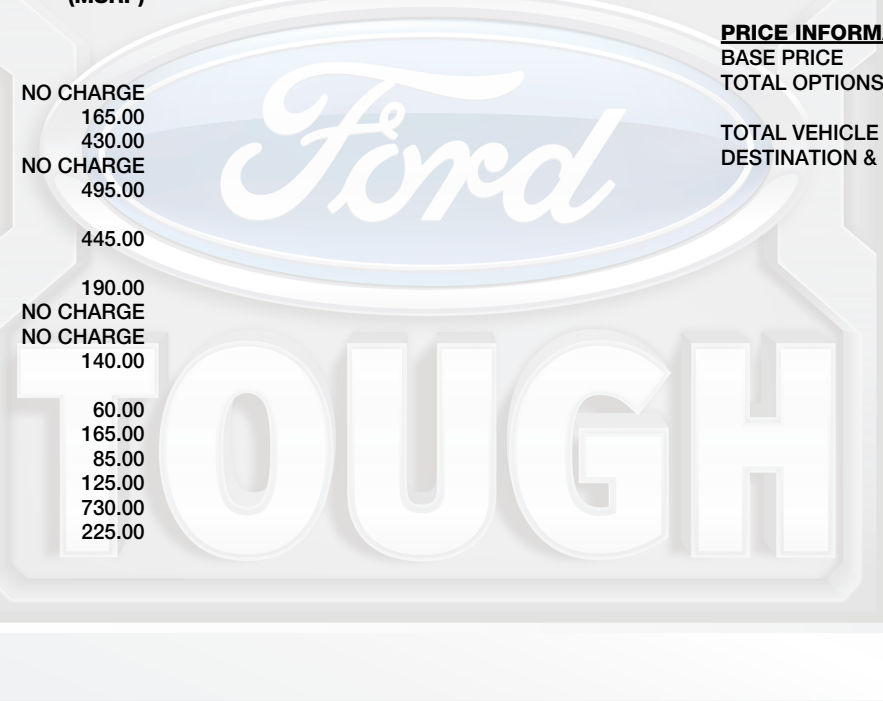 (MSRP)
NO CHARGE
165.00
430.00
NO CHARGE
495.00
445.00
190.00
NO CHARGE
NO CHARGE
140.00
60.00
165.00
85.00
125.00
730.00
225.00
PRICE INFORMA
BASE PRICE
TOTAL OPTIONS
TOTAL VEHICLE
DESTINATION &
Ford
TOUGH